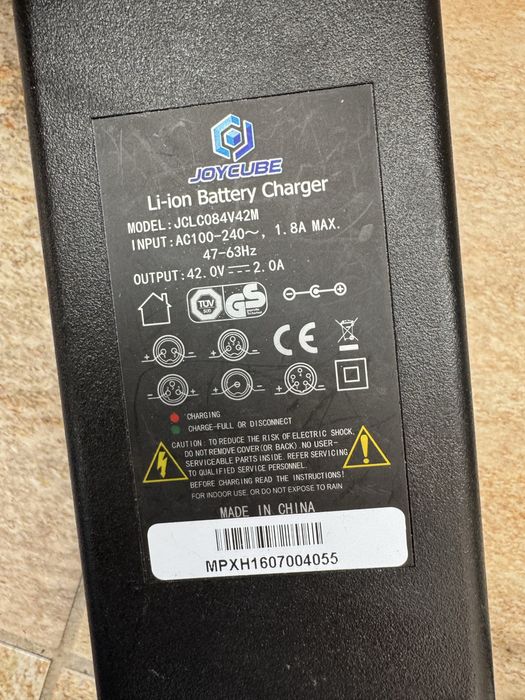 JOYCUBE
Li-ion Battery Charger
MODEL: JCLC084V42M
INPUT: AC100-240～, 1.8A MAX.
47-63Hz
OUTPUT: 42.0V⎓2.0A
TÜV
SÜD
GS
- +
CE
- +
- +
- +
- +
- +
CHARGING
CHARGE-FULL OR DISCONNECT
CAUTION: TO REDUCE THE RISK OF ELECTRIC SHOCK,
DO NOT REMOVE COVER(OR BACK). NO USER-
SERVICEABLE PARTS INSIDE. REFER SERVICING
TO QUALIFIED SERVICE PERSONNEL.
BEFORE CHARGING READ THE INSTRUCTIONS!
FOR INDOOR USE. OR DO NOT EXPOSE TO RAIN
MADE IN CHINA
MPXH1607004055